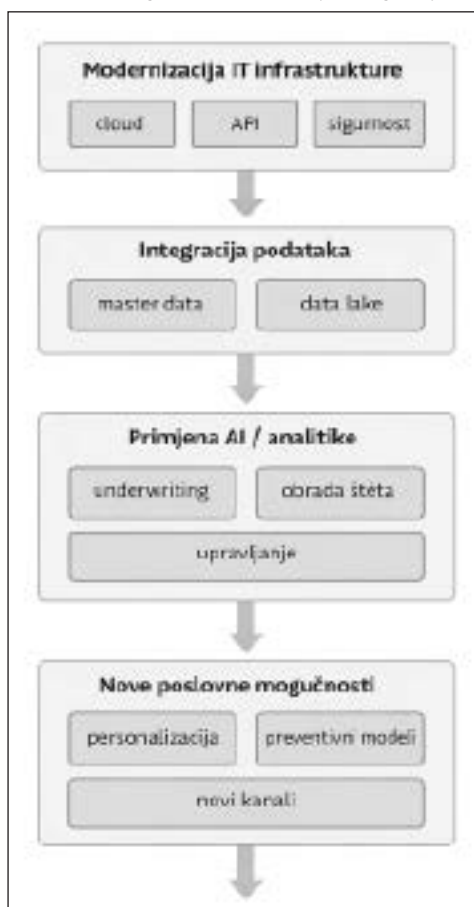 Modernizacija IT infrastrukture
cloud API sigurnost
Integracija podataka
master data data lake
Primjena AI / analitike
underwriting obrada šteta
upravljanje
Nove poslovne mogućnosti
personalizacija preventivni modeli
novi kanali